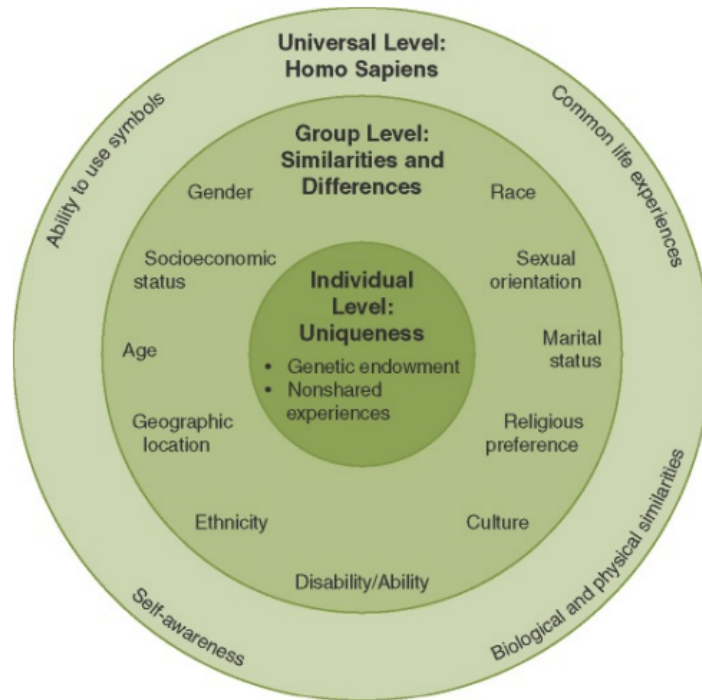 Universal Level:
Homo Sapiens
Ability to use symbols
Common life experiences
Group Level:
Similarities and
Differences
Gender
Race
Socioeconomic
status
Sexual
orientation
Individual
Level:
Uniqueness
• Genetic endowment
• Nonshared
experiences
Age
Marital
status
Geographic
location
Religious
preference
Ethnicity
Culture
Disability/Ability
Self-awareness
Biological and physical similarities